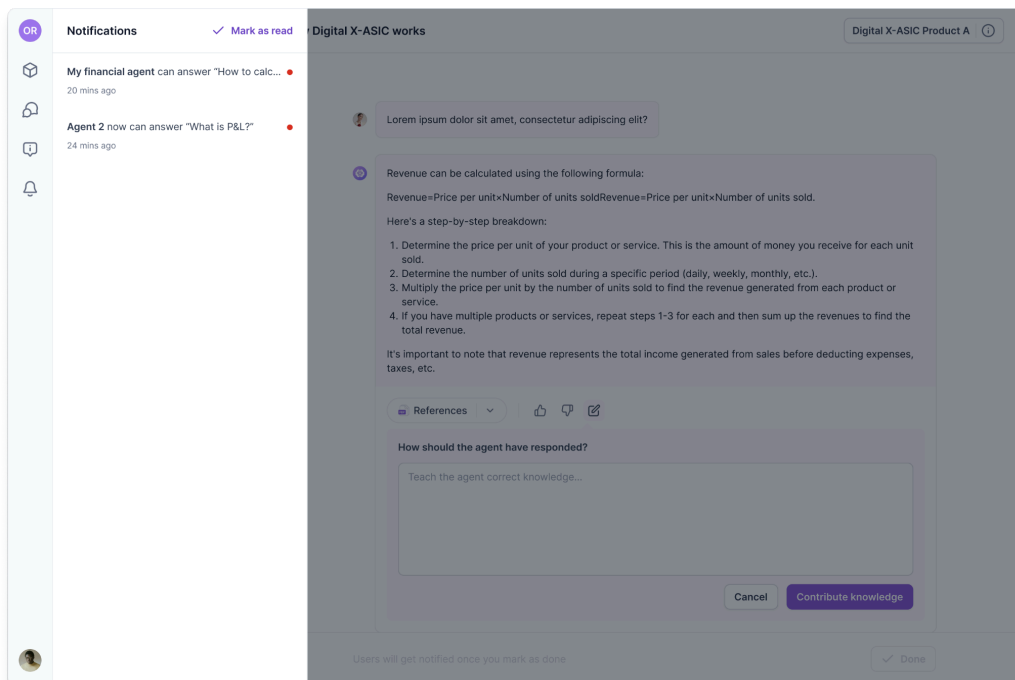 OR
Notifications
Mark as read
Digital X-ASIC works
Digital X-ASIC Product A
My financial agent can answer “How to calc...
20 mins ago
Agent 2 now can answer “What is P&L?”
24 mins ago
Lorem ipsum dolor sit amet, consectetur adipiscing elit?
Revenue can be calculated using the following formula:
Revenue=Price per unit×Number of units soldRevenue=Price per unit×Number of units sold.
Here's a step-by-step breakdown:
1. Determine the price per unit of your product or service. This is the amount of money you receive for each unit
sold.
2. Determine the number of units sold during a specific period (daily, weekly, monthly, etc.).
3. Multiply the price per unit by the number of units sold to find the revenue generated from each product or
service.
4. If you have multiple products or services, repeat steps 1-3 for each and then sum up the revenues to find the
total revenue.
It's important to note that revenue represents the total income generated from sales before deducting expenses,
taxes, etc.
References
How should the agent have responded?
Teach the agent correct knowledge...
Cancel
Contribute knowledge
Users will get notified once you mark as done
Done